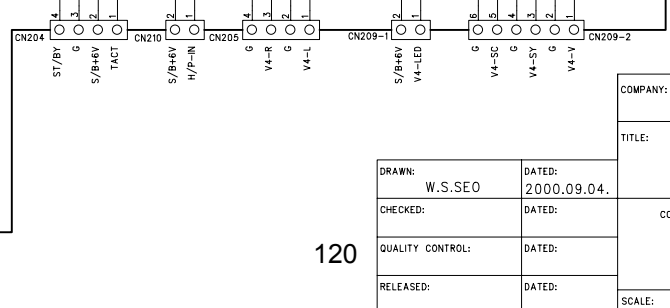 4 3 2 1 2 1 4 3 2 1 2 1 6 5 4 3 2 1
CN204 CN210 CN205 CN209-1 CN209-2
ST/BY
G
S/B+6V
TACT
S/B+6V
H/P-IN
G
V4-R
G
V4-L
S/B+6V
V4-LED
G
V4-SC
G
V4-SY
G
V4-V
COMPANY:
TITLE:
DRAWN: DATED:
W.S.SEO 2000.09.04.
CHECKED: DATED:
120
QUALITY CONTROL: DATED:
RELEASED: DATED:
SCALE: